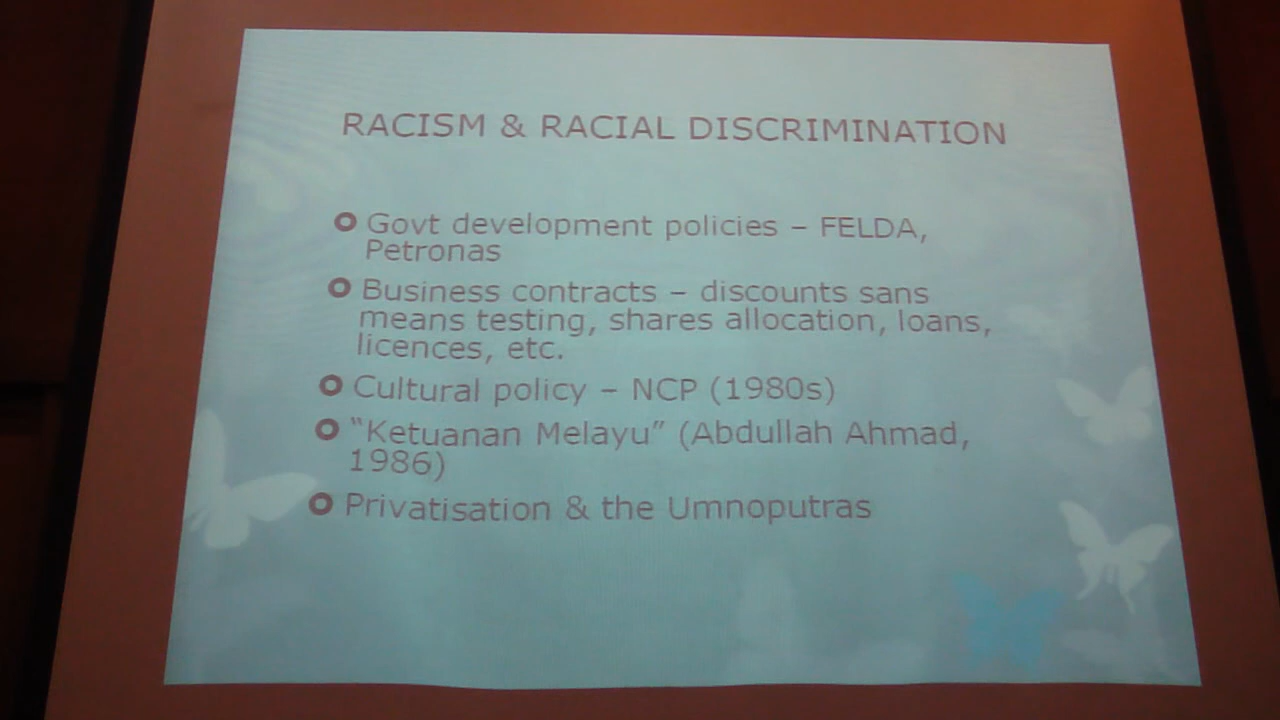 RACISM & RACIAL DISCRIMINATION
Govt development policies – FELDA,
Petronas
Business contracts – discounts sans
means testing, shares allocation, loans,
licences, etc.
Cultural policy – NCP (1980s)
“Ketuanan Melayu” (Abdullah Ahmad,
1986)
Privatisation & the Umnoputras